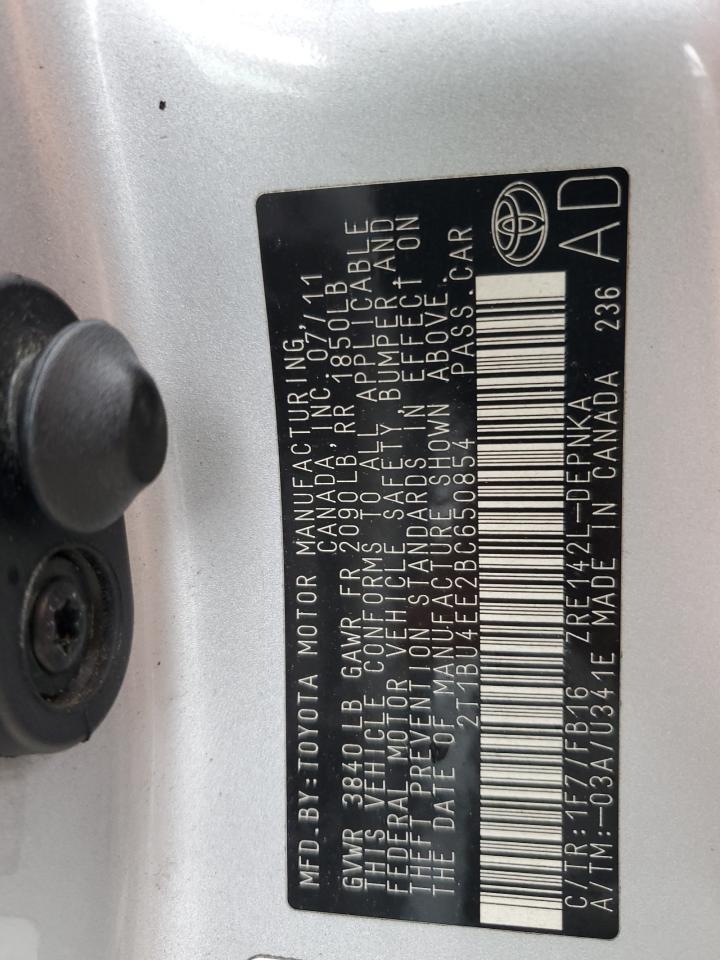 MFD.BY:TOYOTA MOTOR MANUFACTURING,
CANADA, INC. 07/11
GVWR 3840 LB GAWR FR 2090LB, RR 1850LB
THIS VEHICLE CONFORMS TO ALL APPLICABLE
FEDERAL MOTOR VEHICLE SAFETY, BUMPER, AND
THEFT PREVENTION STANDARDS IN EFFECT ON
THE DATE OF MANUFACTURE SHOWN ABOVE.
2T1BU4EE2BC650854 PASS.CAR
C/TR:1F7/FB16 ZRE142L-DEPNKA
A/TM:-03A/U341E MADE IN CANADA 236
AD